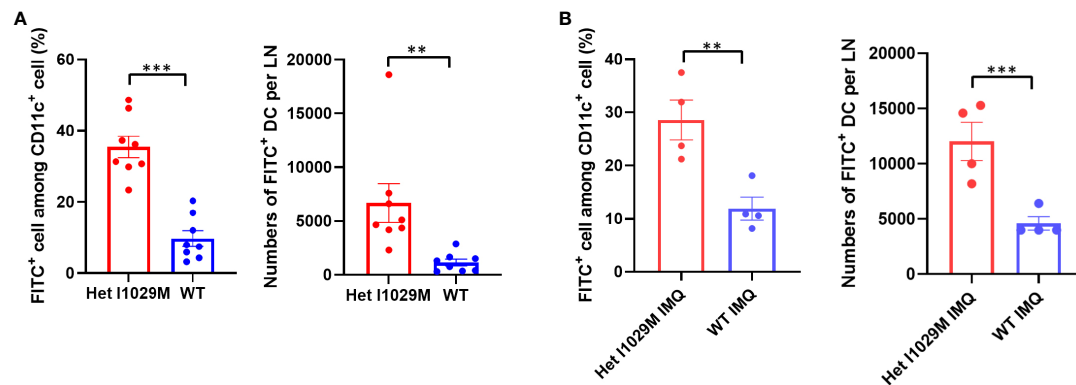 A
FITC⁺ cell among CD11c⁺ cell (%)
60
40
20
0
***
Het I1029M WT
Numbers of FITC⁺ DC per LN
20000
15000
10000
5000
0
**
Het I1029M WT
B
FITC⁺ cell among CD11c⁺ cell (%)
40
30
20
10
0
**
Het I1029M IMQ
WT IMQ
Numbers of FITC⁺ DC per LN
20000
15000
10000
5000
0
***
Het I1029M IMQ
WT IMQ